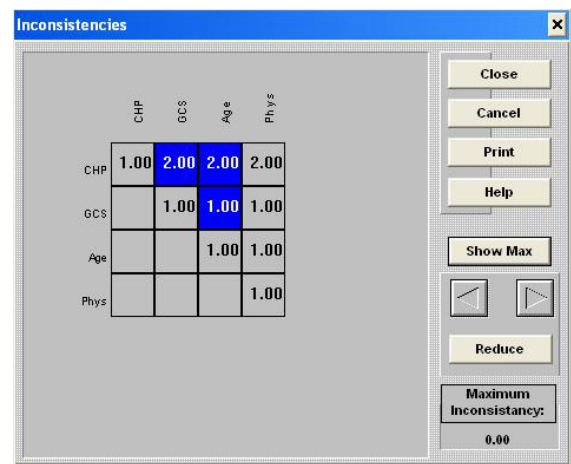 Inconsistencies
Close
Cancel
Print
Help
Show Max
Reduce
Maximum
Inconsistancy:
0.00
CHP GCS Age Phys
CHP 1.00 2.00 2.00 2.00
GCS 1.00 1.00 1.00
Age 1.00 1.00
Phys 1.00